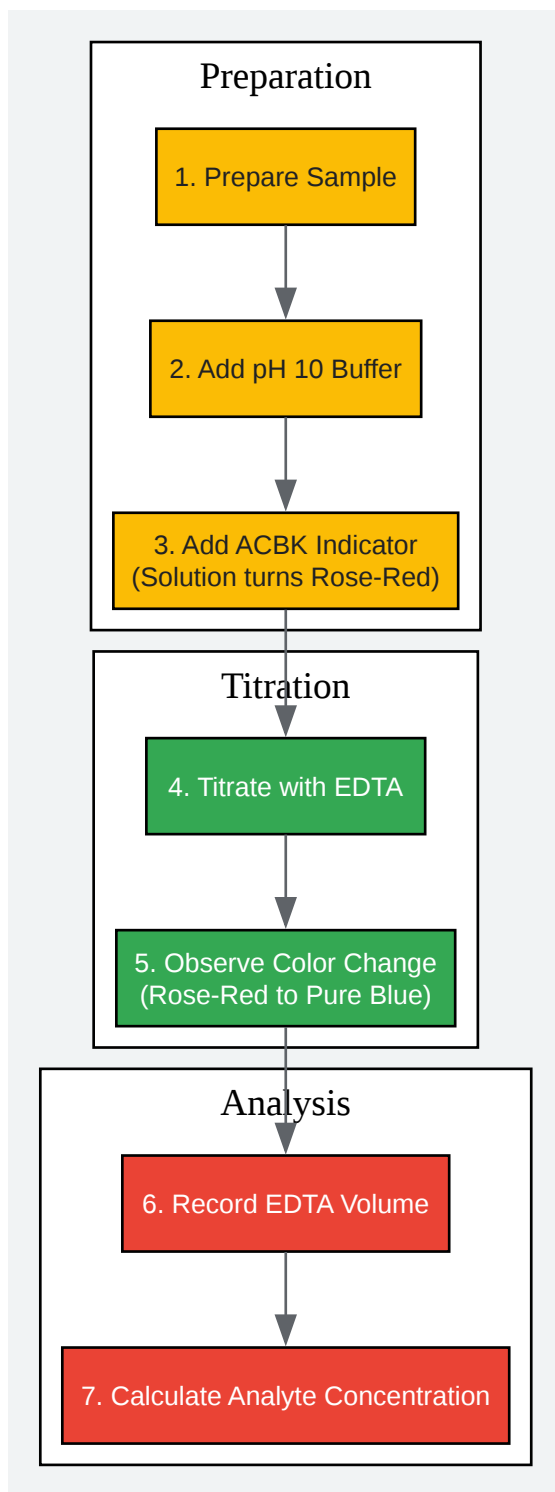 Preparation
1. Prepare Sample
2. Add pH 10 Buffer
3. Add ACBK Indicator
(Solution turns Rose-Red)
Titration
4. Titrate with EDTA
5. Observe Color Change
(Rose-Red to Pure Blue)
Analysis
6. Record EDTA Volume
7. Calculate Analyte Concentration